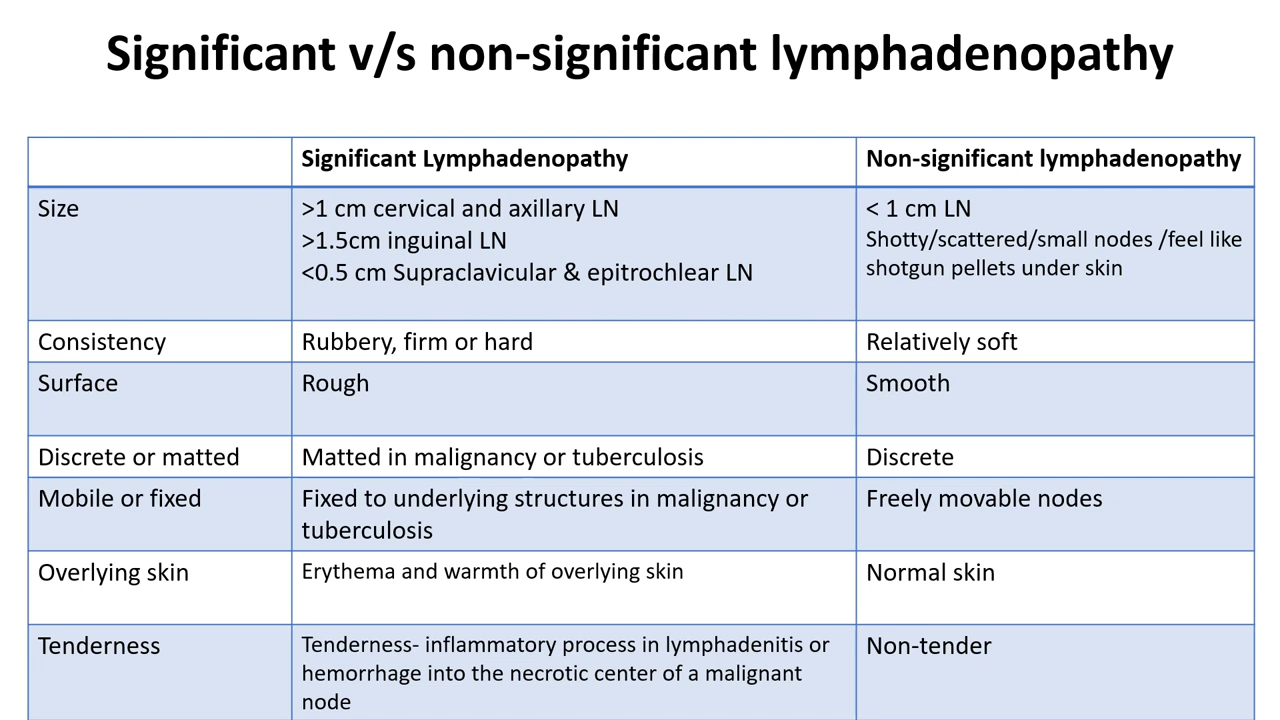 Significant v/s non-significant lymphadenopathy
Significant Lymphadenopathy
Non-significant lymphadenopathy
Size
>1 cm cervical and axillary LN
>1.5cm inguinal LN
<0.5 cm Supraclavicular & epitrochlear LN
< 1 cm LN
Shotty/scattered/small nodes /feel like
shotgun pellets under skin
Consistency
Rubbery, firm or hard
Relatively soft
Surface
Rough
Smooth
Discrete or matted
Matted in malignancy or tuberculosis
Discrete
Mobile or fixed
Fixed to underlying structures in malignancy or
tuberculosis
Freely movable nodes
Overlying skin
Erythema and warmth of overlying skin
Normal skin
Tenderness
Tenderness- inflammatory process in lymphadenitis or
hemorrhage into the necrotic center of a malignant
node
Non-tender